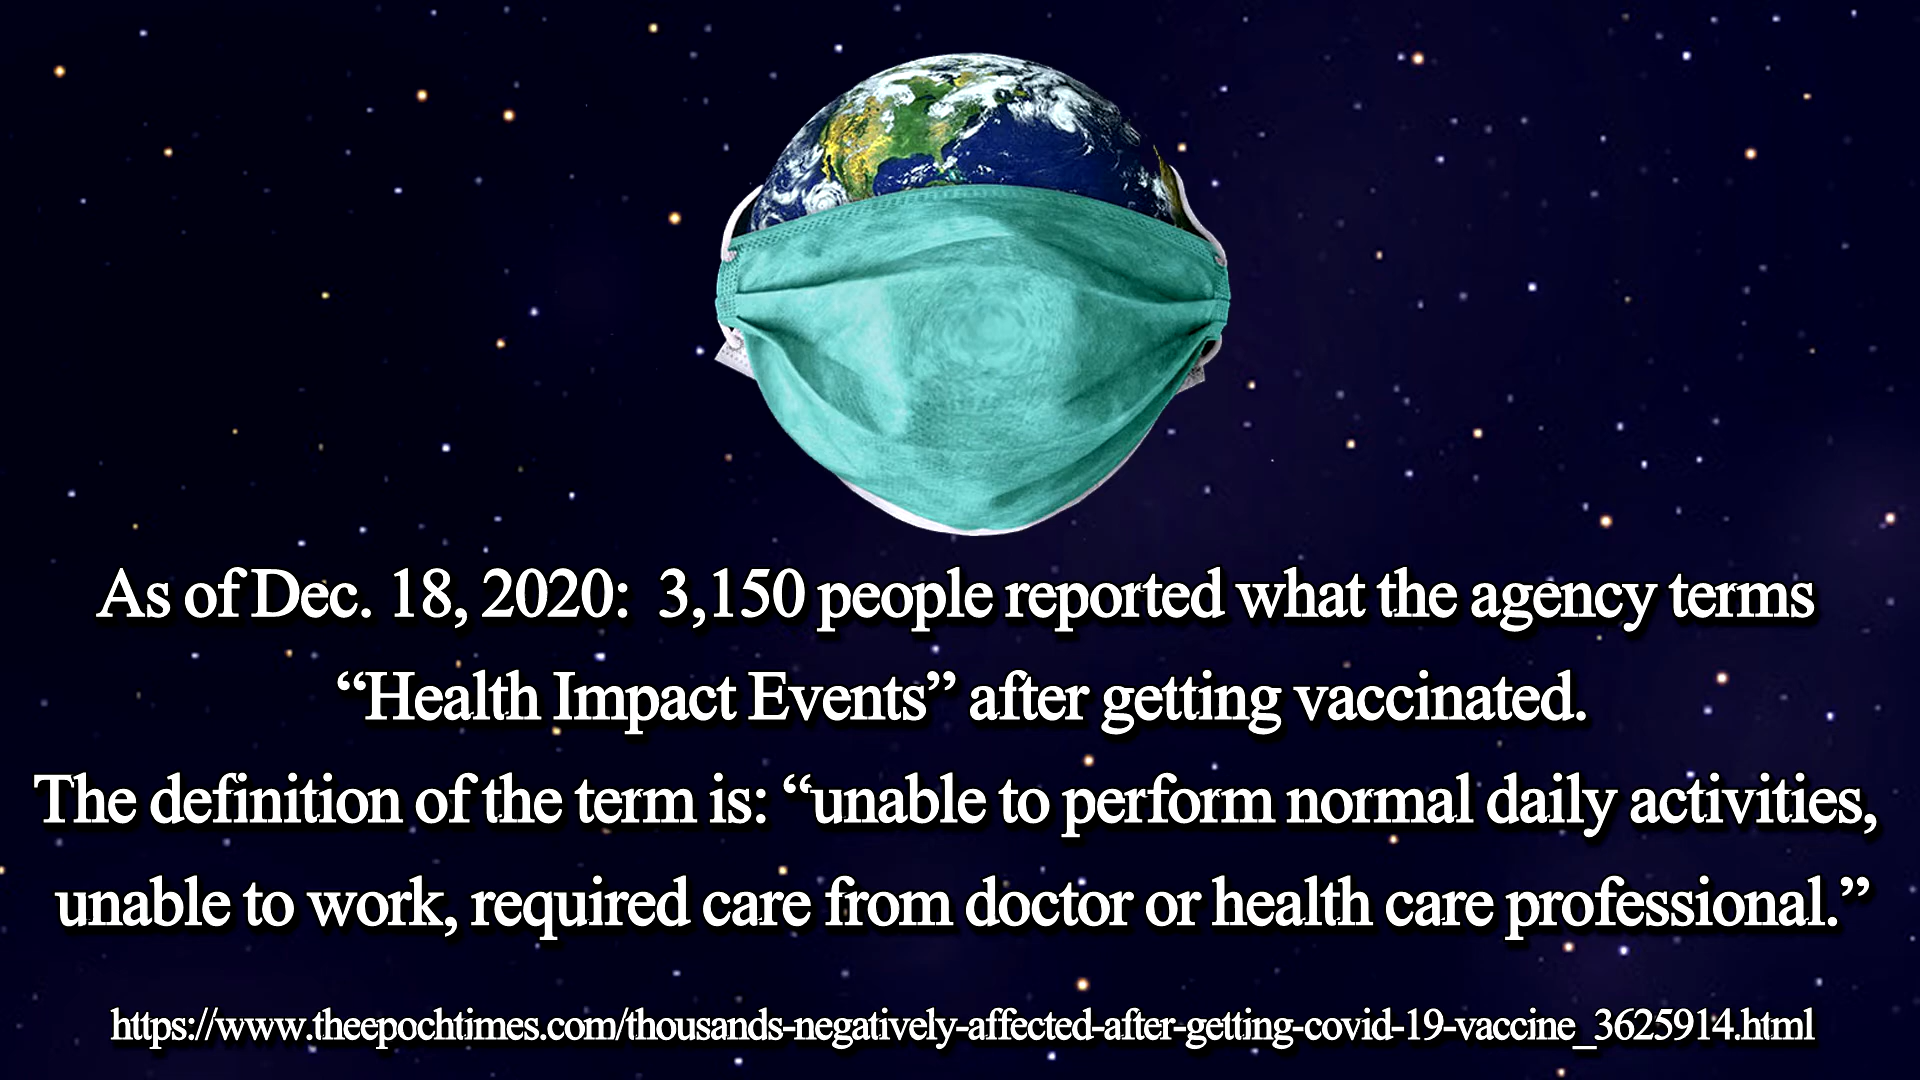 As of Dec. 18, 2020:  3,150 people reported what the agency terms
“Health Impact Events” after getting vaccinated.
The definition of the term is: “unable to perform normal daily activities,
unable to work, required care from doctor or health care professional.”
https://www.theepochtimes.com/thousands-negatively-affected-after-getting-covid-19-vaccine_3625914.html